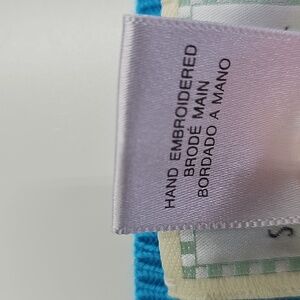 HAND EMBROIDERED
BRODÉ MAIN
BORDADO A MANO
S